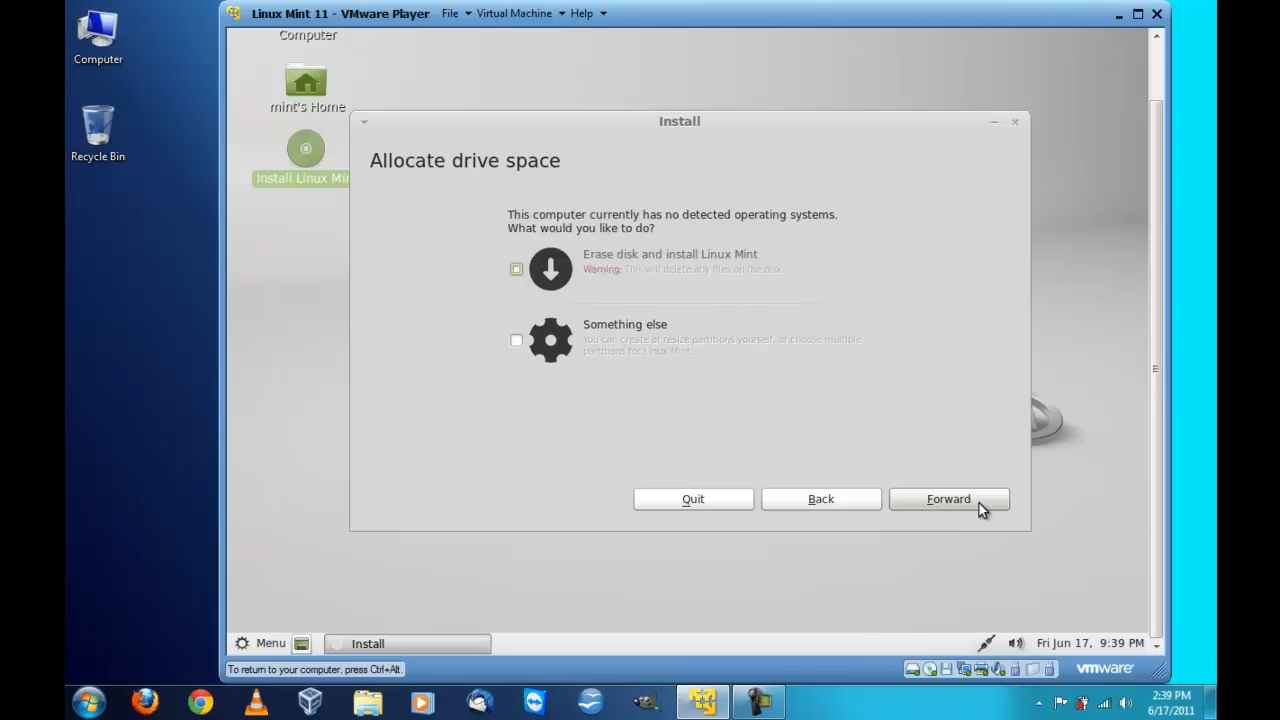 Computer
Recycle Bin
Linux Mint 11 - VMware Player File Virtual Machine Help
Computer
mint's Home
Install Linux Min
Install
Allocate drive space
This computer currently has no detected operating systems.
What would you like to do?
Erase disk and install Linux Mint
Warning: This will delete any files on the disk.
Something else
You can create or resize partitions yourself, or choose multiple
partitions for Linux Mint.
Quit Back Forward
Menu Install Fri Jun 17, 9:39 PM
To return to your computer, press Ctrl+Alt.
vmware
2:39 PM
6/17/2011